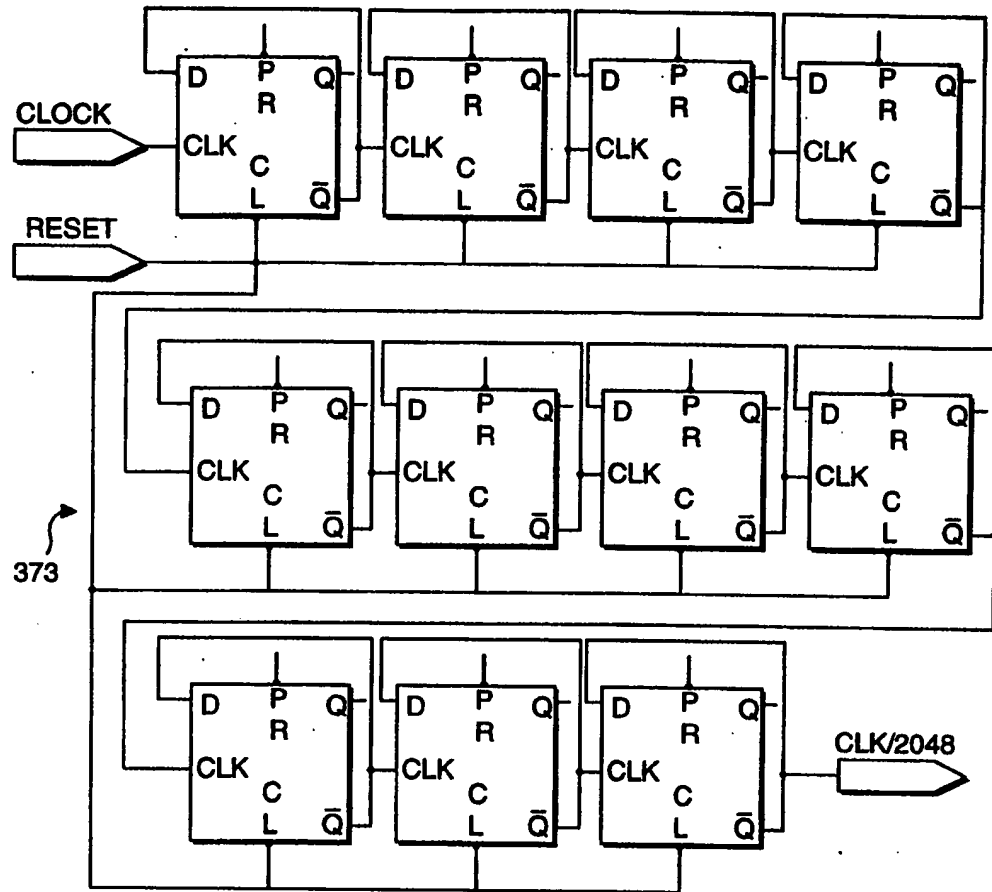 CLOCK
RESET
D P Q
R
CLK
C
L Q̅
D P Q
R
CLK
C
L Q̅
D P Q
R
CLK
C
L Q̅
D P Q
R
CLK
C
L Q̅
D P Q
R
CLK
C
L Q̅
D P Q
R
CLK
C
L Q̅
D P Q
R
CLK
C
L Q̅
D P Q
R
CLK
C
L Q̅
373
D P Q
R
CLK
C
L Q̅
D P Q
R
CLK
C
L Q̅
D P Q
R
CLK
C
L Q̅
CLK/2048